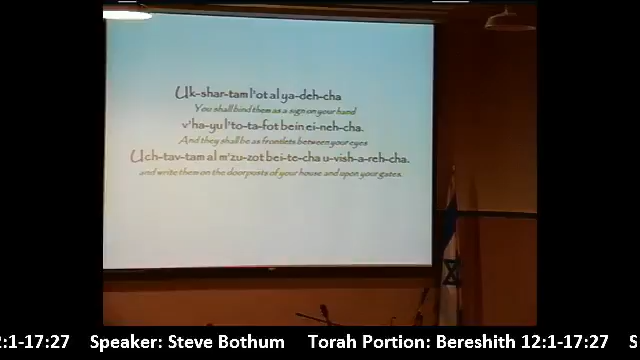 Uk-shar-tam l'ot al ya-deh-cha
You shall bind them as a sign on your hand
v'ha-yu l'to-ta-fot bein ei-neh-cha.
And they shall be as frontlets between your eyes
Uch-tav-tam al m'zu-zot bei-te-cha u-vish-a-reh-cha.
and write them on the doorposts of your house and upon your gates.
2:1-17:27 Speaker: Steve Bothum Torah Portion: Bereshith 12:1-17:27 S